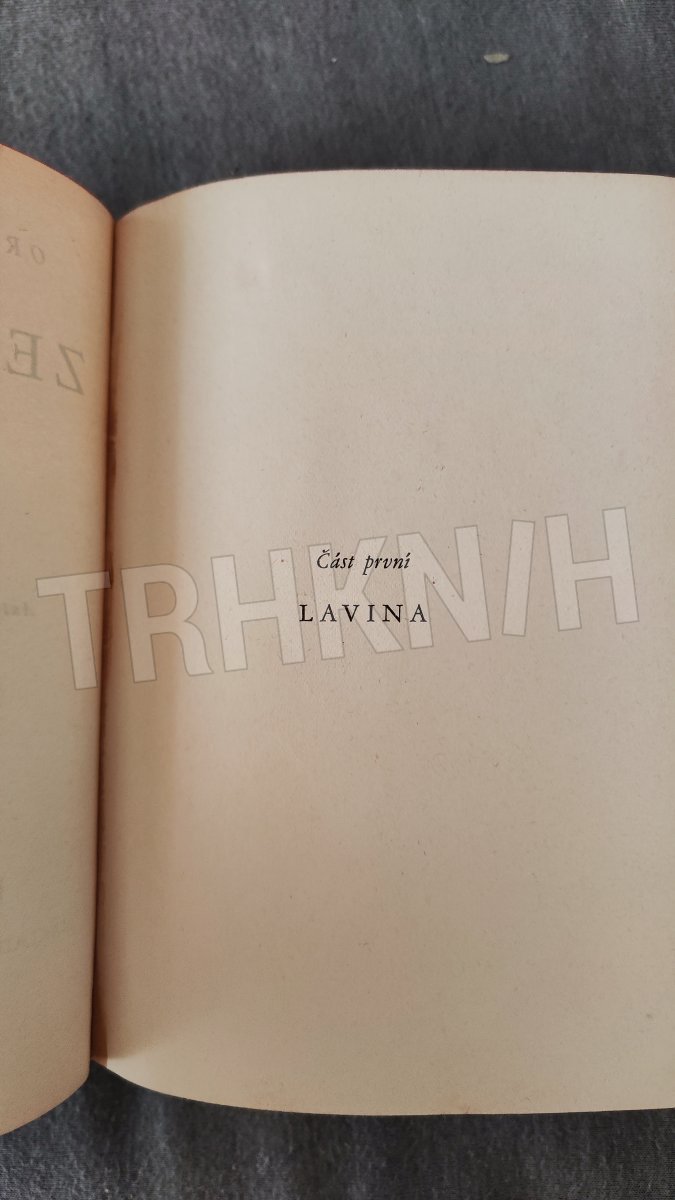 Část první
LAVINA
TRHKNIH